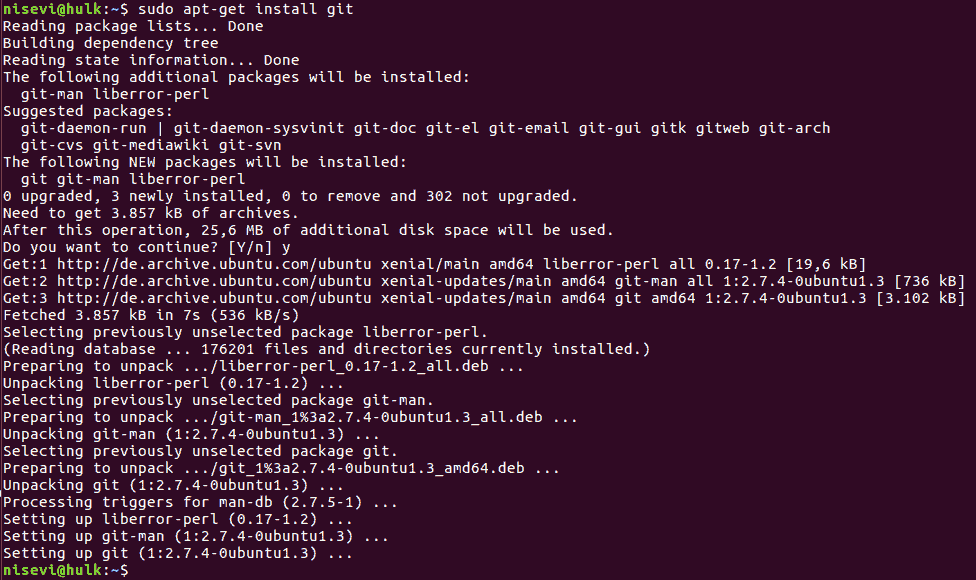 nisevi@hulk:~$ sudo apt-get install git
Reading package lists... Done
Building dependency tree
Reading state information... Done
The following additional packages will be installed:
  git-man liberror-perl
Suggested packages:
  git-daemon-run | git-daemon-sysvinit git-doc git-el git-email git-gui gitk gitweb git-arch
  git-cvs git-mediawiki git-svn
The following NEW packages will be installed:
  git git-man liberror-perl
0 upgraded, 3 newly installed, 0 to remove and 302 not upgraded.
Need to get 3.857 kB of archives.
After this operation, 25,6 MB of additional disk space will be used.
Do you want to continue? [Y/n] y
Get:1 http://de.archive.ubuntu.com/ubuntu xenial/main amd64 liberror-perl all 0.17-1.2 [19,6 kB]
Get:2 http://de.archive.ubuntu.com/ubuntu xenial-updates/main amd64 git-man all 1:2.7.4-0ubuntu1.3 [736 kB]
Get:3 http://de.archive.ubuntu.com/ubuntu xenial-updates/main amd64 git amd64 1:2.7.4-0ubuntu1.3 [3.102 kB]
Fetched 3.857 kB in 7s (536 kB/s)
Selecting previously unselected package liberror-perl.
(Reading database ... 176201 files and directories currently installed.)
Preparing to unpack .../liberror-perl_0.17-1.2_all.deb ...
Unpacking liberror-perl (0.17-1.2) ...
Selecting previously unselected package git-man.
Preparing to unpack .../git-man_1%3a2.7.4-0ubuntu1.3_all.deb ...
Unpacking git-man (1:2.7.4-0ubuntu1.3) ...
Selecting previously unselected package git.
Preparing to unpack .../git_1%3a2.7.4-0ubuntu1.3_amd64.deb ...
Unpacking git (1:2.7.4-0ubuntu1.3) ...
Processing triggers for man-db (2.7.5-1) ...
Setting up liberror-perl (0.17-1.2) ...
Setting up git-man (1:2.7.4-0ubuntu1.3) ...
Setting up git (1:2.7.4-0ubuntu1.3) ...
nisevi@hulk:~$